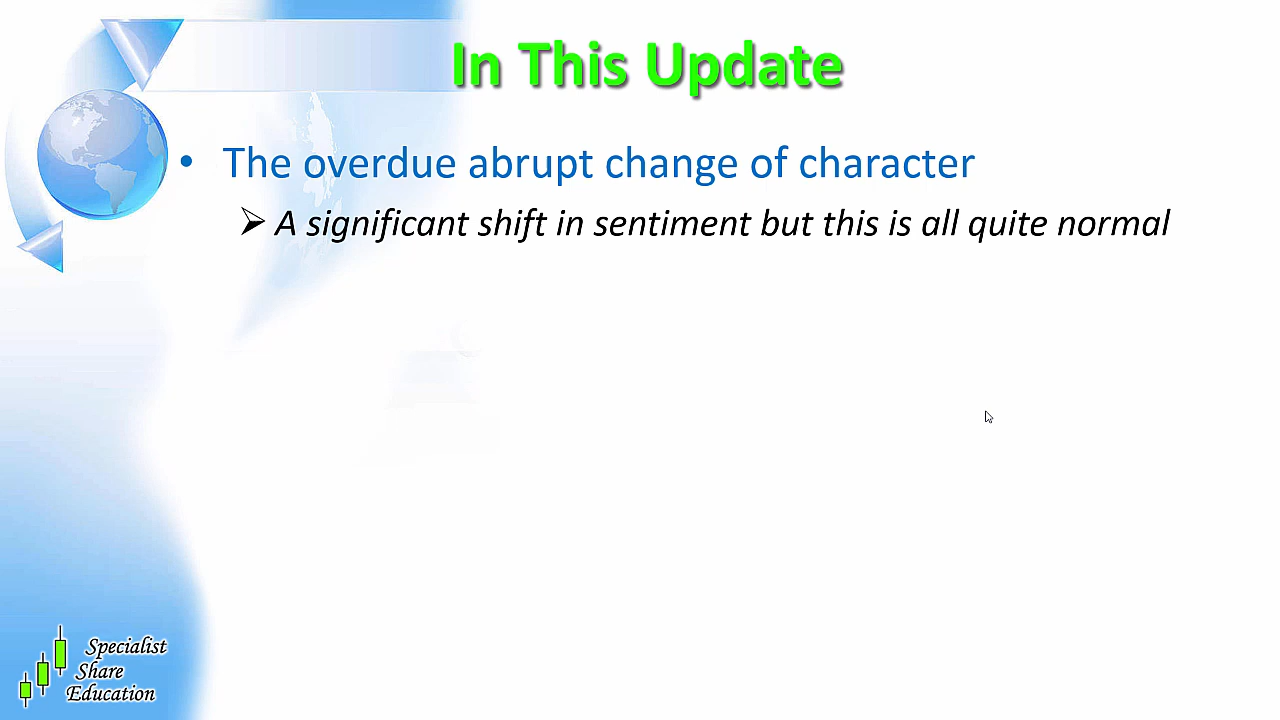 In This Update
• The overdue abrupt change of character
➢ A significant shift in sentiment but this is all quite normal
Specialist
Share
Education